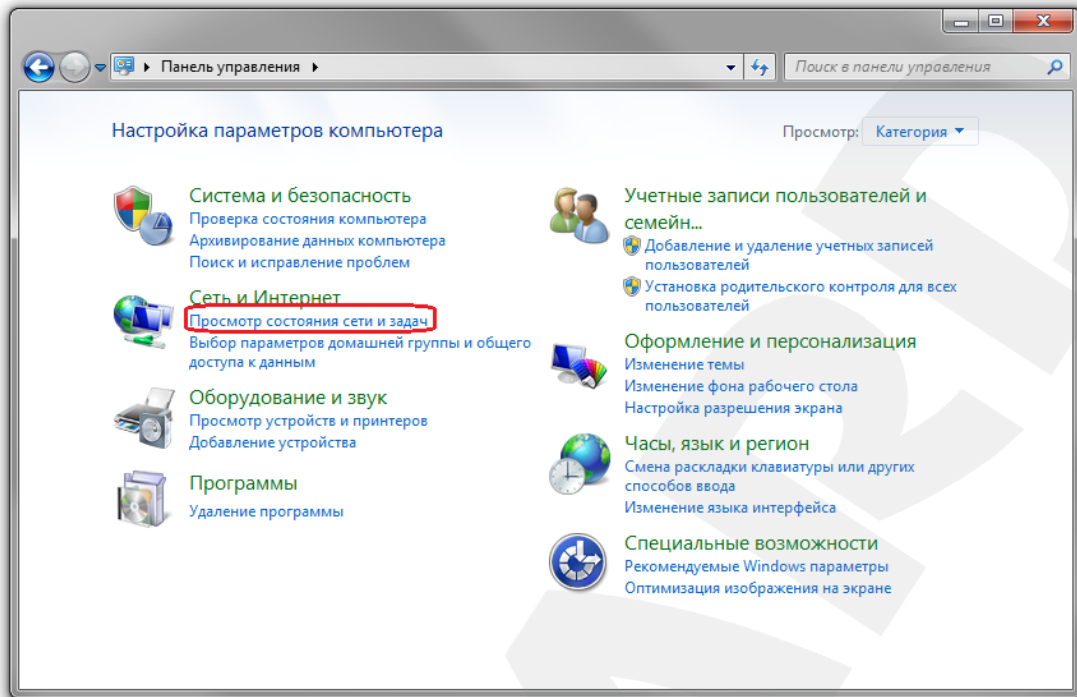 Панель управления
Поиск в панели управления
Настройка параметров компьютера
Просмотр: Категория
Система и безопасность
Проверка состояния компьютера
Архивирование данных компьютера
Поиск и исправление проблем
Сеть и Интернет
Просмотр состояния сети и задач
Выбор параметров домашней группы и общего
доступа к данным
Оборудование и звук
Просмотр устройств и принтеров
Добавление устройства
Программы
Удаление программы
Учетные записи пользователей и
семейн...
Добавление и удаление учетных записей
пользователей
Установка родительского контроля для всех
пользователей
Оформление и персонализация
Изменение темы
Изменение фона рабочего стола
Настройка разрешения экрана
Часы, язык и регион
Смена раскладки клавиатуры или других
способов ввода
Изменение языка интерфейса
Специальные возможности
Рекомендуемые Windows параметры
Оптимизация изображения на экране